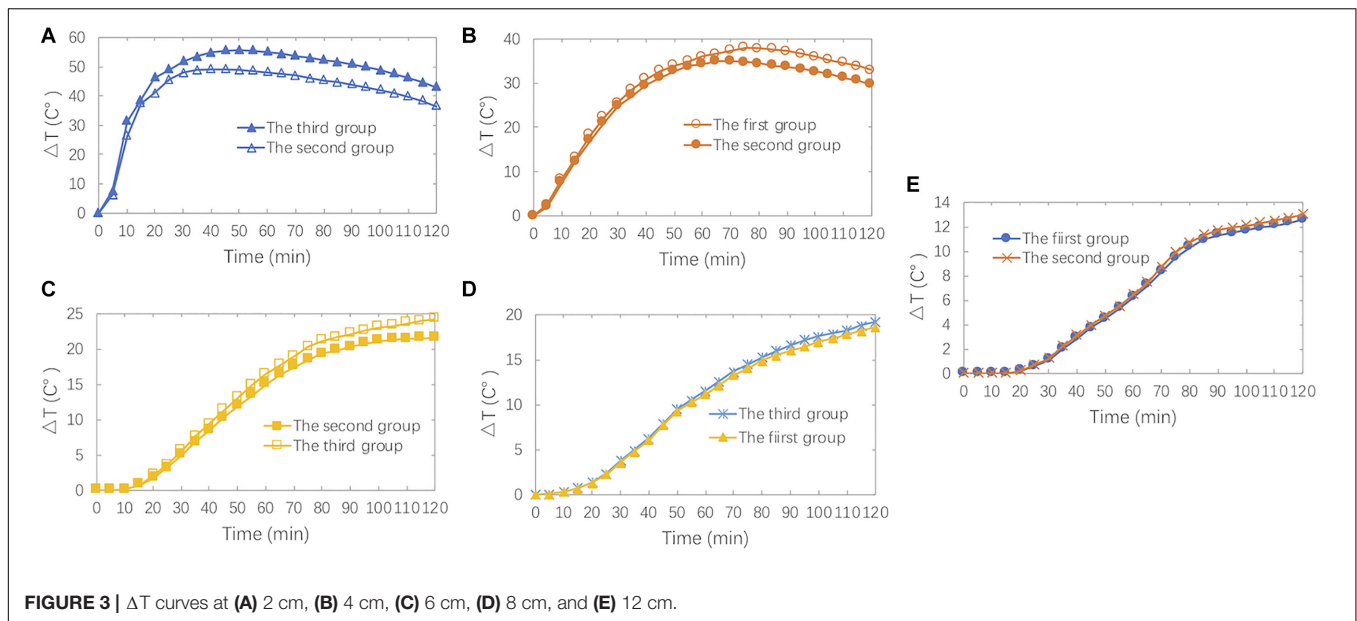 A
60
50
40
30
20
10
0
△T (C°)
The third group
The second group
0 10 20 30 40 50 60 70 80 90 100 110 120
Time (min)
B
40
30
20
10
0
△T (C°)
The first group
The second group
0 10 20 30 40 50 60 70 80 90 100 110 120
Time (min)
C
25
20
15
10
5
0
△T (C°)
The second group
The third group
0 10 20 30 40 50 60 70 80 90 100 110 120
Time (min)
D
20
15
10
5
0
△T (C°)
The third group
The fiirst group
0 10 20 30 40 50 60 70 80 90 100 110 120
Time (min)
E
14
12
10
8
6
4
2
0
△T (C°)
The fiirst group
The second group
0 10 20 30 40 50 60 70 80 90 100 110 120
Time (min)
FIGURE 3 | ΔT curves at (A) 2 cm, (B) 4 cm, (C) 6 cm, (D) 8 cm, and (E) 12 cm.